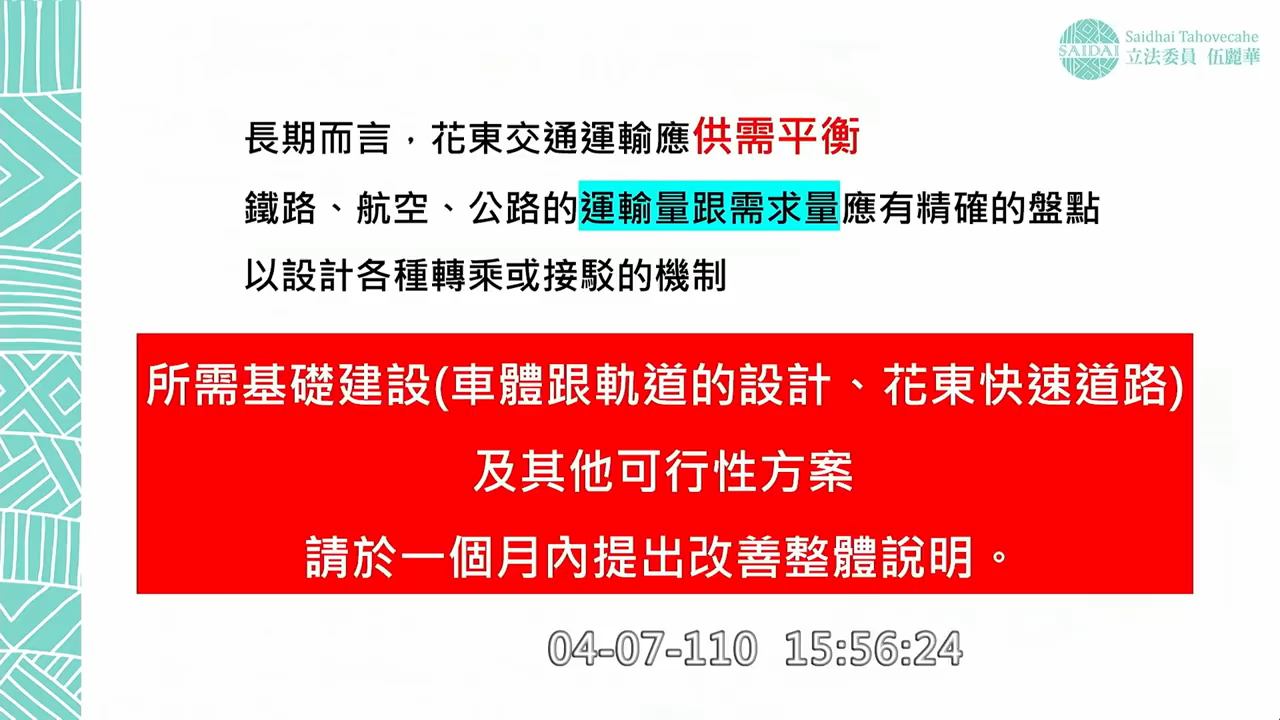 SAIDAI
Saidhai Tahovecahe
立法委員 伍麗華
長期而言，花東交通運輸應供需平衡
鐵路、航空、公路的運輸量跟需求量應有精確的盤點
以設計各種轉乘或接駁的機制
所需基礎建設(車體跟軌道的設計、花東快速道路)
及其他可行性方案
請於一個月內提出改善整體說明。
04-07-110 15:56:24